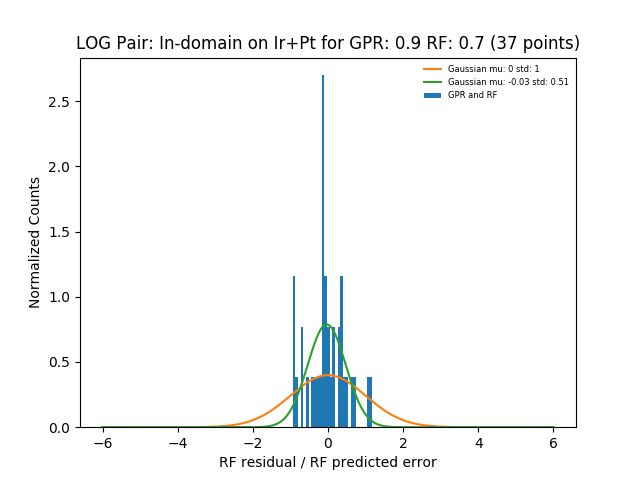 LOG Pair: In-domain on Ir+Pt for GPR: 0.9 RF: 0.7 (37 points)
Gaussian mu: 0 std: 1
Gaussian mu: -0.03 std: 0.51
GPR and RF
Normalized Counts
2.5
2.0
1.5
1.0
0.5
0.0
−6 −4 −2 0 2 4 6
RF residual / RF predicted error